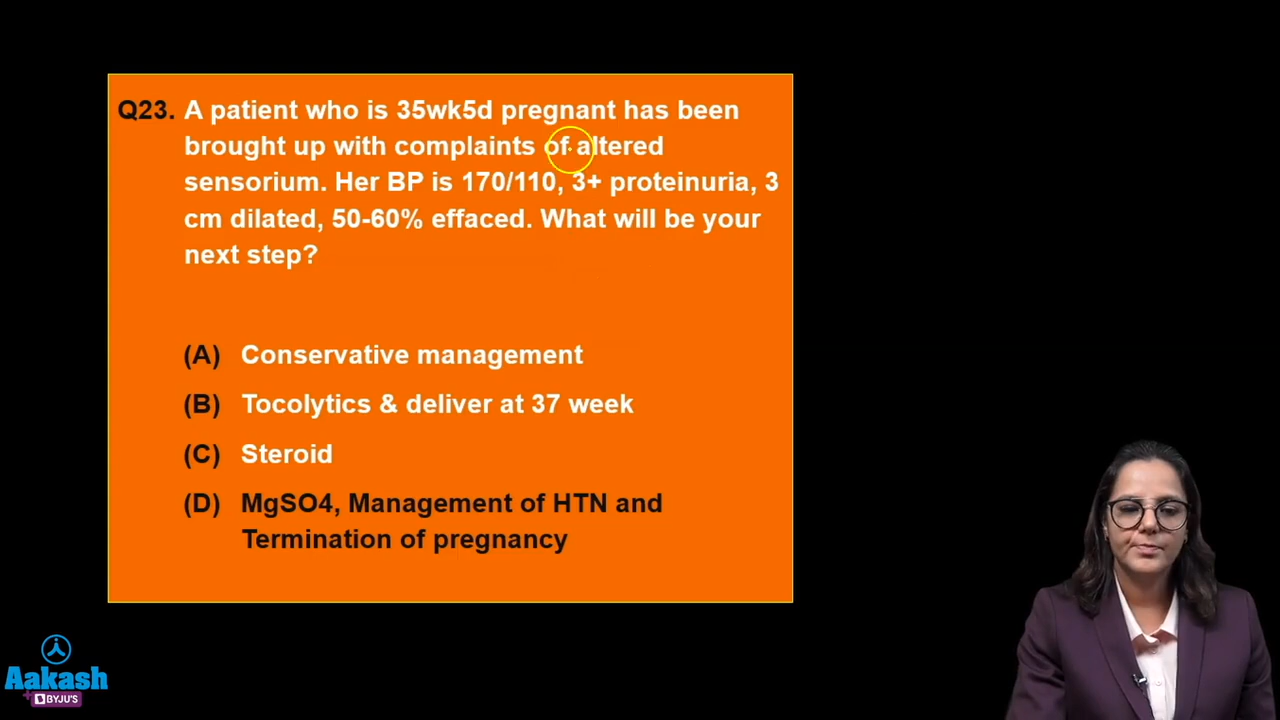 Q23. A patient who is 35wk5d pregnant has been
brought up with complaints of altered
sensorium. Her BP is 170/110, 3+ proteinuria, 3
cm dilated, 50-60% effaced. What will be your
next step?
(A) Conservative management
(B) Tocolytics & deliver at 37 week
(C) Steroid
(D) MgSO4, Management of HTN and
Termination of pregnancy
Aakash
+ BYJU'S